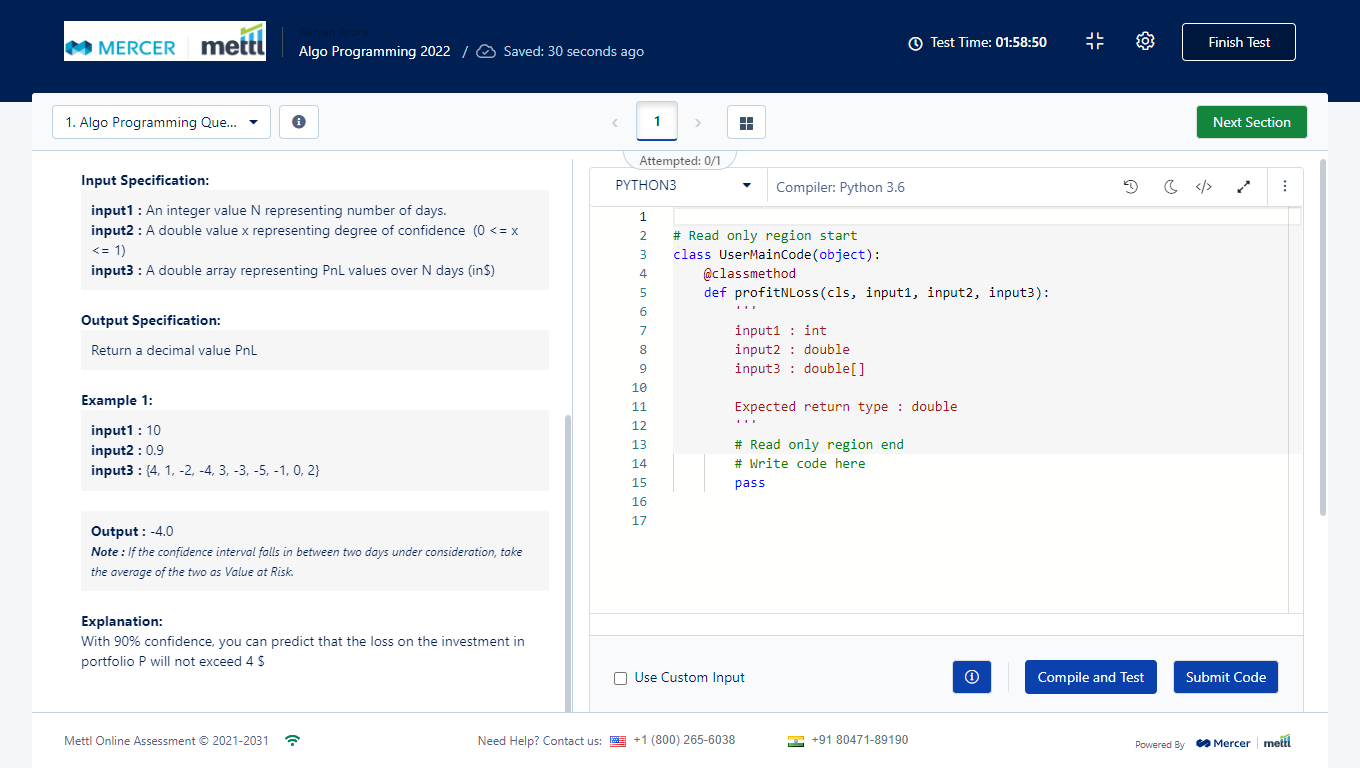 MERCER
mettl
Algo Programming 2022 / Saved: 30 seconds ago
Test Time: 01:58:50
Finish Test
1. Algo Programming Que...
1
Next Section
Attempted: 0/1
Input Specification:
input1 : An integer value N representing number of days.
input2 : A double value x representing degree of confidence (0 <= x
<= 1)
input3 : A double array representing PnL values over N days (in$)
Output Specification:
Return a decimal value PnL
Example 1:
input1 : 10
input2 : 0.9
input3 : {4, 1, -2, -4, 3, -3, -5, -1, 0, 2}
Output : -4.0
Note : If the confidence interval falls in between two days under consideration, take
the average of the two as Value at Risk.
Explanation:
With 90% confidence, you can predict that the loss on the investment in
portfolio P will not exceed 4 $
PYTHON3
Compiler: Python 3.6
1
2 # Read only region start
3 class UserMainCode(object):
4 @classmethod
5 def profitNLoss(cls, input1, input2, input3):
6 '''
7 input1 : int
8 input2 : double
9 input3 : double[]
10
11 Expected return type : double
12 '''
13 # Read only region end
14 # Write code here
15 pass
16
17
Use Custom Input
Compile and Test
Submit Code
Mettl Online Assessment © 2021-2031
Need Help? Contact us: +1 (800) 265-6038
+91 80471-89190
Powered By Mercer mettl